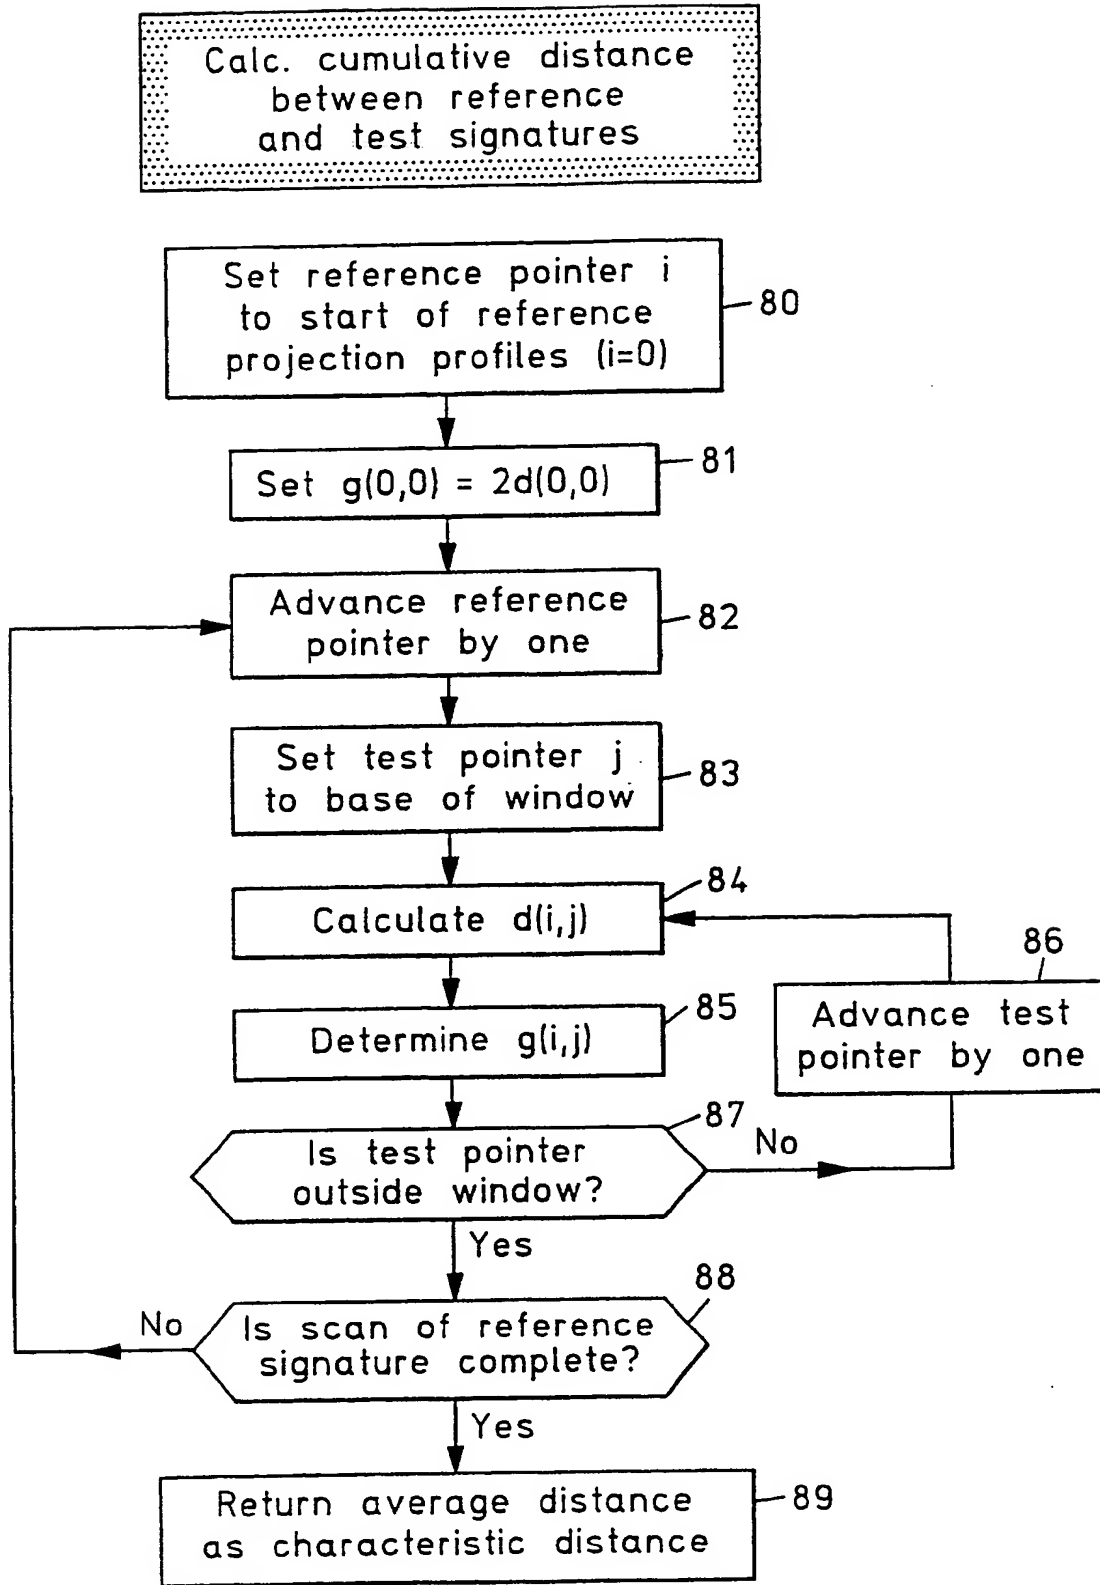 Calc. cumulative distance
between reference
and test signatures
Set reference pointer i
to start of reference
projection profiles (i=0)
80
Set g(0,0) = 2d(0,0)
81
Advance reference
pointer by one
82
Set test pointer j
to base of window
83
Calculate d(i,j)
84
Determine g(i,j)
85
86
Advance test
pointer by one
87
Is test pointer
outside window?
No
Yes
88
Is scan of reference
signature complete?
No
Yes
Return average distance
as characteristic distance
89